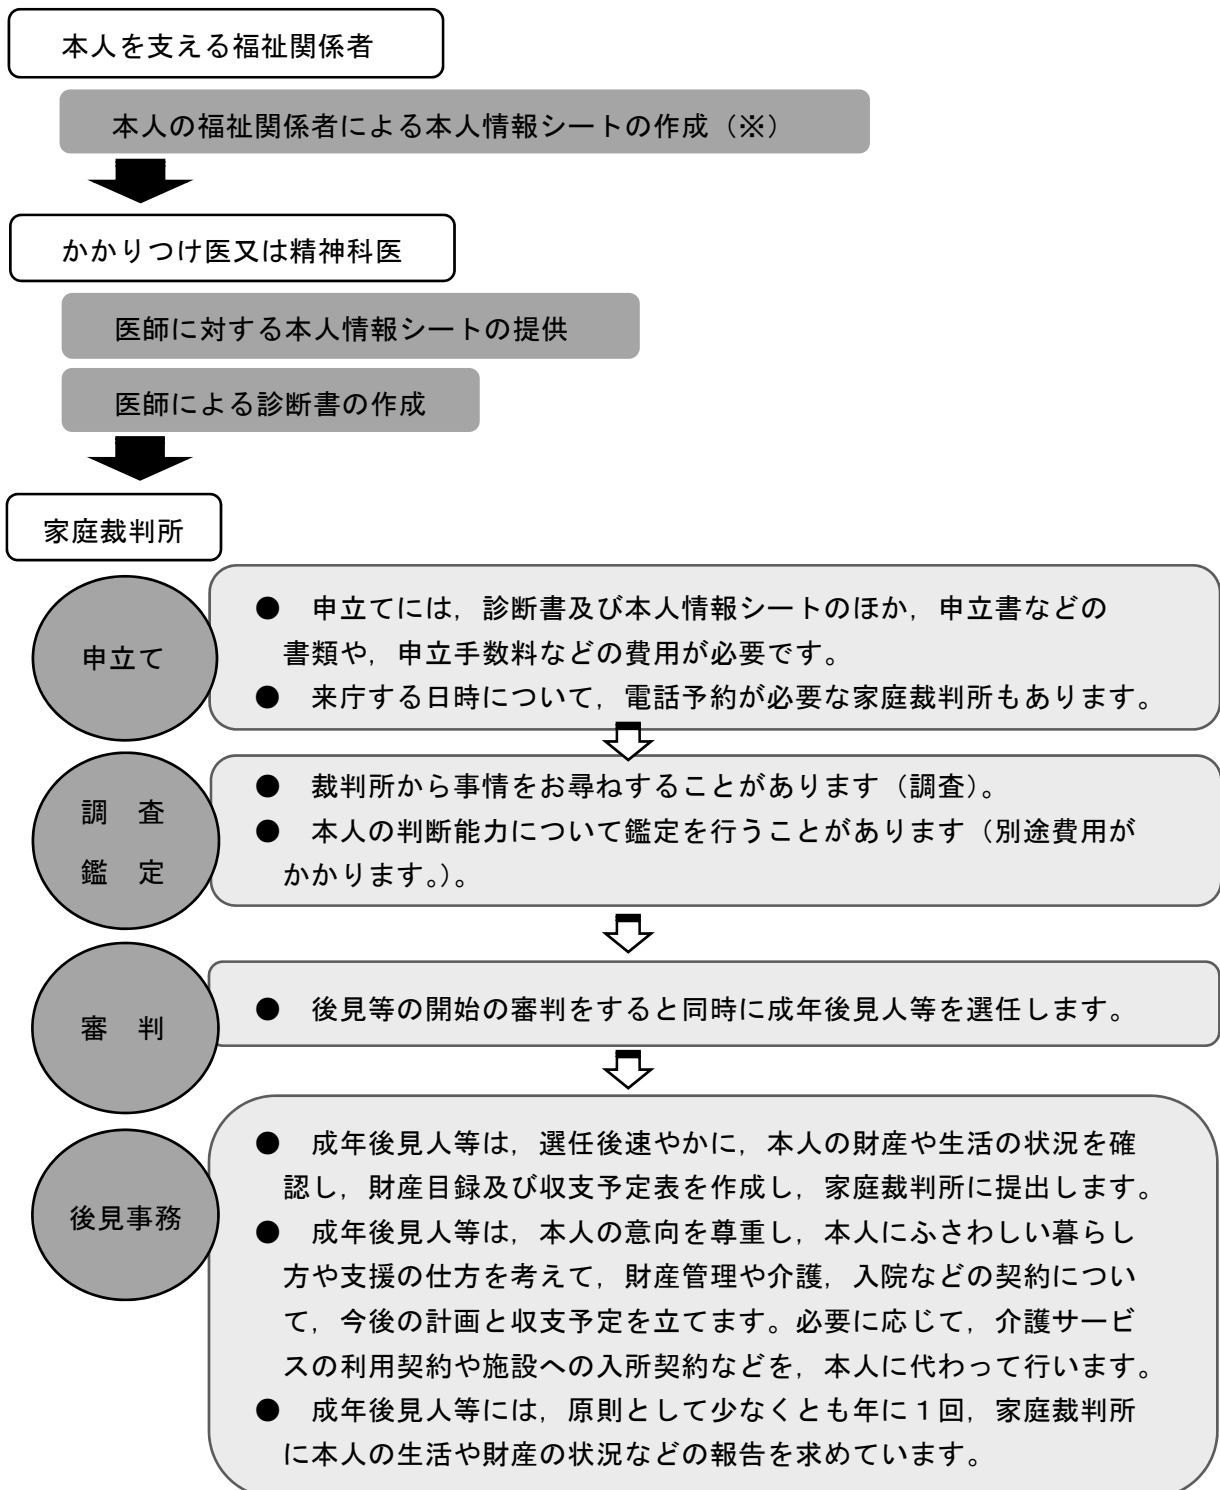 本人を支える福祉関係者
本人の福祉関係者による本人情報シートの作成（※）
かかりつけ医又は精神科医
医師に対する本人情報シートの提供
医師による診断書の作成
家庭裁判所
申立て
● 申立てには，診断書及び本人情報シートのほか，申立書などの
書類や，申立手数料などの費用が必要です。
● 来庁する日時について，電話予約が必要な家庭裁判所もあります。
調　査
鑑　定
● 裁判所から事情をお尋ねすることがあります（調査）。
● 本人の判断能力について鑑定を行うことがあります（別途費用が
かかります。）。
審　判
● 後見等の開始の審判をすると同時に成年後見人等を選任します。
後見事務
● 成年後見人等は，選任後速やかに，本人の財産や生活の状況を確
認し，財産目録及び収支予定表を作成し，家庭裁判所に提出します。
● 成年後見人等は，本人の意向を尊重し，本人にふさわしい暮らし
方や支援の仕方を考えて，財産管理や介護，入院などの契約につい
て，今後の計画と収支予定を立てます。必要に応じて，介護サービ
スの利用契約や施設への入所契約などを，本人に代わって行います。
● 成年後見人等には，原則として少なくとも年に１回，家庭裁判所
に本人の生活や財産の状況などの報告を求めています。